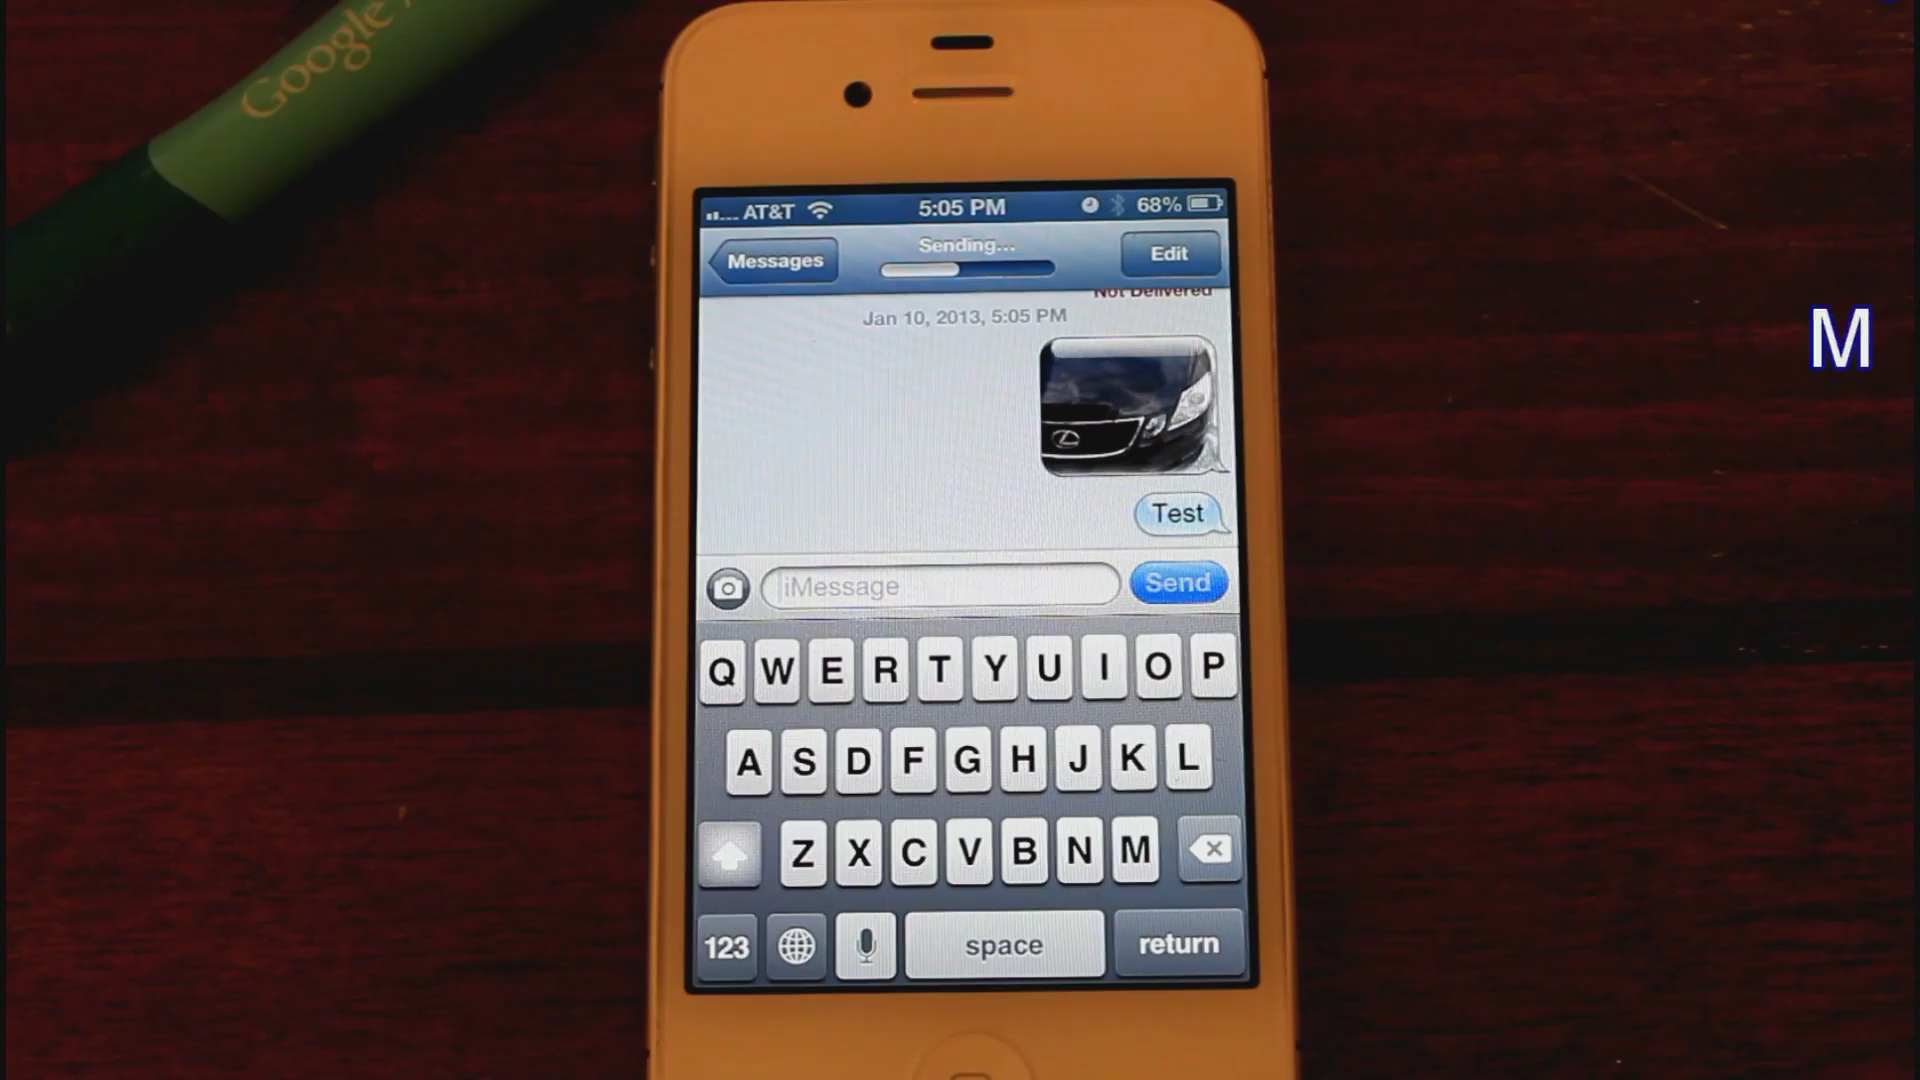 Google
AT&T 5:05 PM 68%
Messages Sending... Edit
Not Delivered
Jan 10, 2013, 5:05 PM
Test
iMessage Send
Q W E R T Y U I O P
A S D F G H J K L
Z X C V B N M
123 space return
M